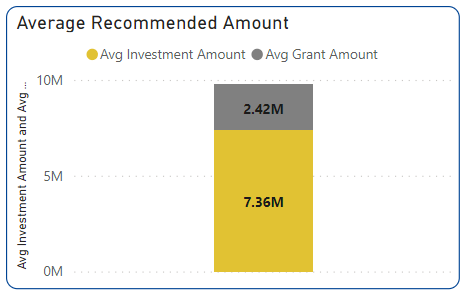 Average Recommended Amount
Avg Investment Amount Avg Grant Amount
Avg Investment Amount and Avg ...
10M
5M
0M
2.42M
7.36M